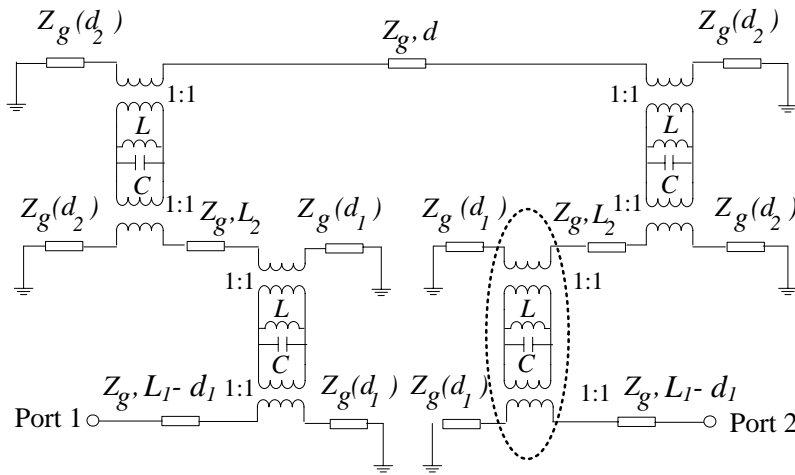 Z_g(d_2) Z_g, d Z_g(d_2)
1:1 1:1
L L
C C
1:1 1:1
Z_g(d_2) Z_g, L_2 Z_g(d_1) Z_g(d_1) Z_g, L_2 Z_g(d_2)
1:1 1:1
L L
C C
Z_g, L_1- d_1 1:1 Z_g(d_1) Z_g(d_1) 1:1 Z_g, L_1- d_1
Port 1 Port 2